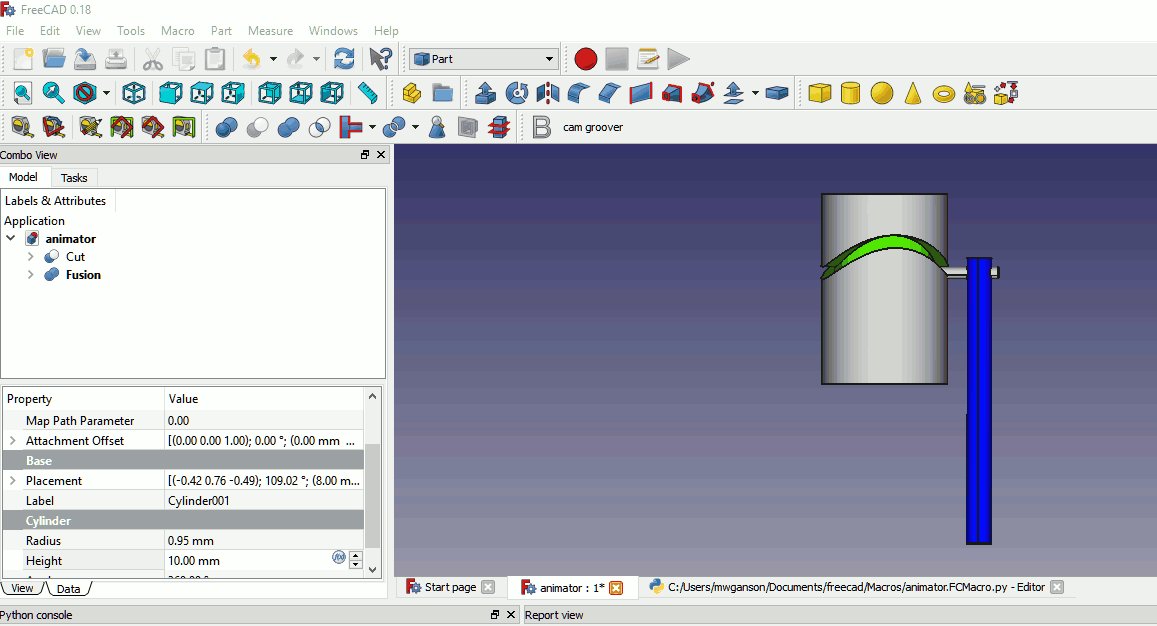 FreeCAD 0.18
File Edit View Tools Macro Part Measure Windows Help
Part
B cam groover
Combo View
Model Tasks
Labels & Attributes
Application
animator
Cut
Fusion
Property Value
Map Path Parameter 0.00
Attachment Offset [(0.00 0.00 1.00); 0.00 °; (0.00 mm ...
Base
Placement [(-0.42 0.76 -0.49); 109.02 °; (8.00 m...
Label Cylinder001
Cylinder
Radius 0.95 mm
Height 10.00 mm
View Data
Start page animator : 1* C:/Users/mwganson/Documents/freecad/Macros/animator.FCMacro.py - Editor
Python console Report view